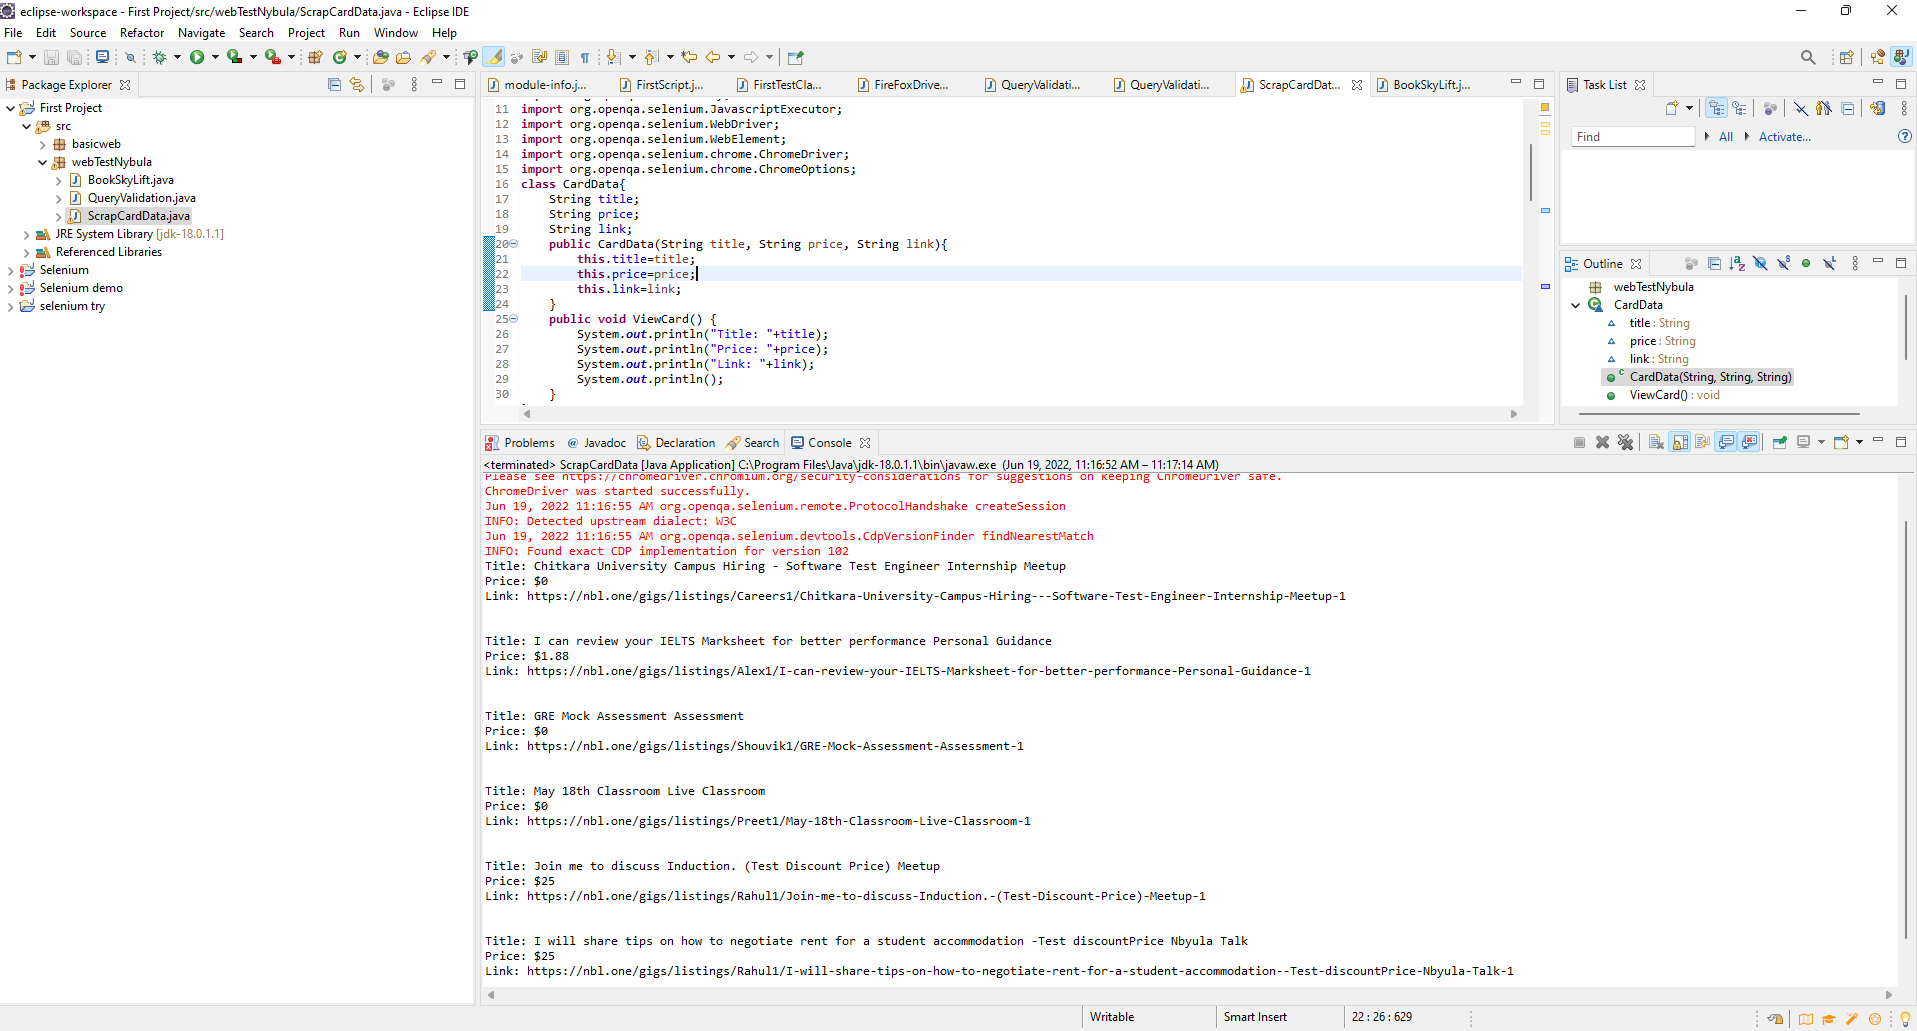 eclipse-workspace - First Project/src/webTestNybula/ScrapCardData.java - Eclipse IDE
File Edit Source Refactor Navigate Search Project Run Window Help
Package Explorer
First Project
src
basicweb
webTestNybula
BookSkyLift.java
QueryValidation.java
ScrapCardData.java
JRE System Library [jdk-18.0.1.1]
Referenced Libraries
Selenium
Selenium demo
selenium try
module-info.j... FirstScript.j... FirstTestCla... FireFoxDrive... QueryValidati... QueryValidati... ScrapCardDat... BookSkyLift.j...
11 import org.openqa.selenium.JavascriptExecutor;
12 import org.openqa.selenium.WebDriver;
13 import org.openqa.selenium.WebElement;
14 import org.openqa.selenium.chrome.ChromeDriver;
15 import org.openqa.selenium.chrome.ChromeOptions;
16 class CardData{
17 String title;
18 String price;
19 String link;
20 public CardData(String title, String price, String link){
21 this.title=title;
22 this.price=price;
23 this.link=link;
24 }
25 public void ViewCard() {
26 System.out.println("Title: "+title);
27 System.out.println("Price: "+price);
28 System.out.println("Link: "+link);
29 System.out.println();
30 }
Task List
Find All Activate...
Outline
webTestNybula
CardData
title : String
price : String
link : String
CardData(String, String, String)
ViewCard() : void
Problems Javadoc Declaration Search Console
<terminated> ScrapCardData [Java Application] C:\Program Files\Java\jdk-18.0.1.1\bin\javaw.exe (Jun 19, 2022, 11:16:52 AM – 11:17:14 AM)
Please see https://chromedriver.chromium.org/security-considerations for suggestions on keeping ChromeDriver safe.
ChromeDriver was started successfully.
Jun 19, 2022 11:16:55 AM org.openqa.selenium.remote.ProtocolHandshake createSession
INFO: Detected upstream dialect: W3C
Jun 19, 2022 11:16:55 AM org.openqa.selenium.devtools.CdpVersionFinder findNearestMatch
INFO: Found exact CDP implementation for version 102
Title: Chitkara University Campus Hiring - Software Test Engineer Internship Meetup
Price: $0
Link: https://nbl.one/gigs/listings/Careers1/Chitkara-University-Campus-Hiring---Software-Test-Engineer-Internship-Meetup-1
Title: I can review your IELTS Marksheet for better performance Personal Guidance
Price: $1.88
Link: https://nbl.one/gigs/listings/Alex1/I-can-review-your-IELTS-Marksheet-for-better-performance-Personal-Guidance-1
Title: GRE Mock Assessment Assessment
Price: $0
Link: https://nbl.one/gigs/listings/Shouvik1/GRE-Mock-Assessment-Assessment-1
Title: May 18th Classroom Live Classroom
Price: $0
Link: https://nbl.one/gigs/listings/Preet1/May-18th-Classroom-Live-Classroom-1
Title: Join me to discuss Induction. (Test Discount Price) Meetup
Price: $25
Link: https://nbl.one/gigs/listings/Rahul1/Join-me-to-discuss-Induction.-(Test-Discount-Price)-Meetup-1
Title: I will share tips on how to negotiate rent for a student accommodation -Test discountPrice Nbyula Talk
Price: $25
Link: https://nbl.one/gigs/listings/Rahul1/I-will-share-tips-on-how-to-negotiate-rent-for-a-student-accommodation--Test-discountPrice-Nbyula-Talk-1
Writable Smart Insert 22 : 26 : 629